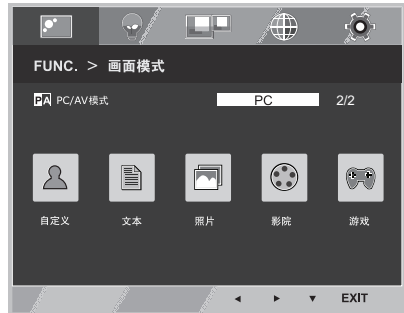 FUNC. > 画面模式
PA PC/AV模式 PC 2/2
自定义 文本 照片 影院 游戏
EXIT